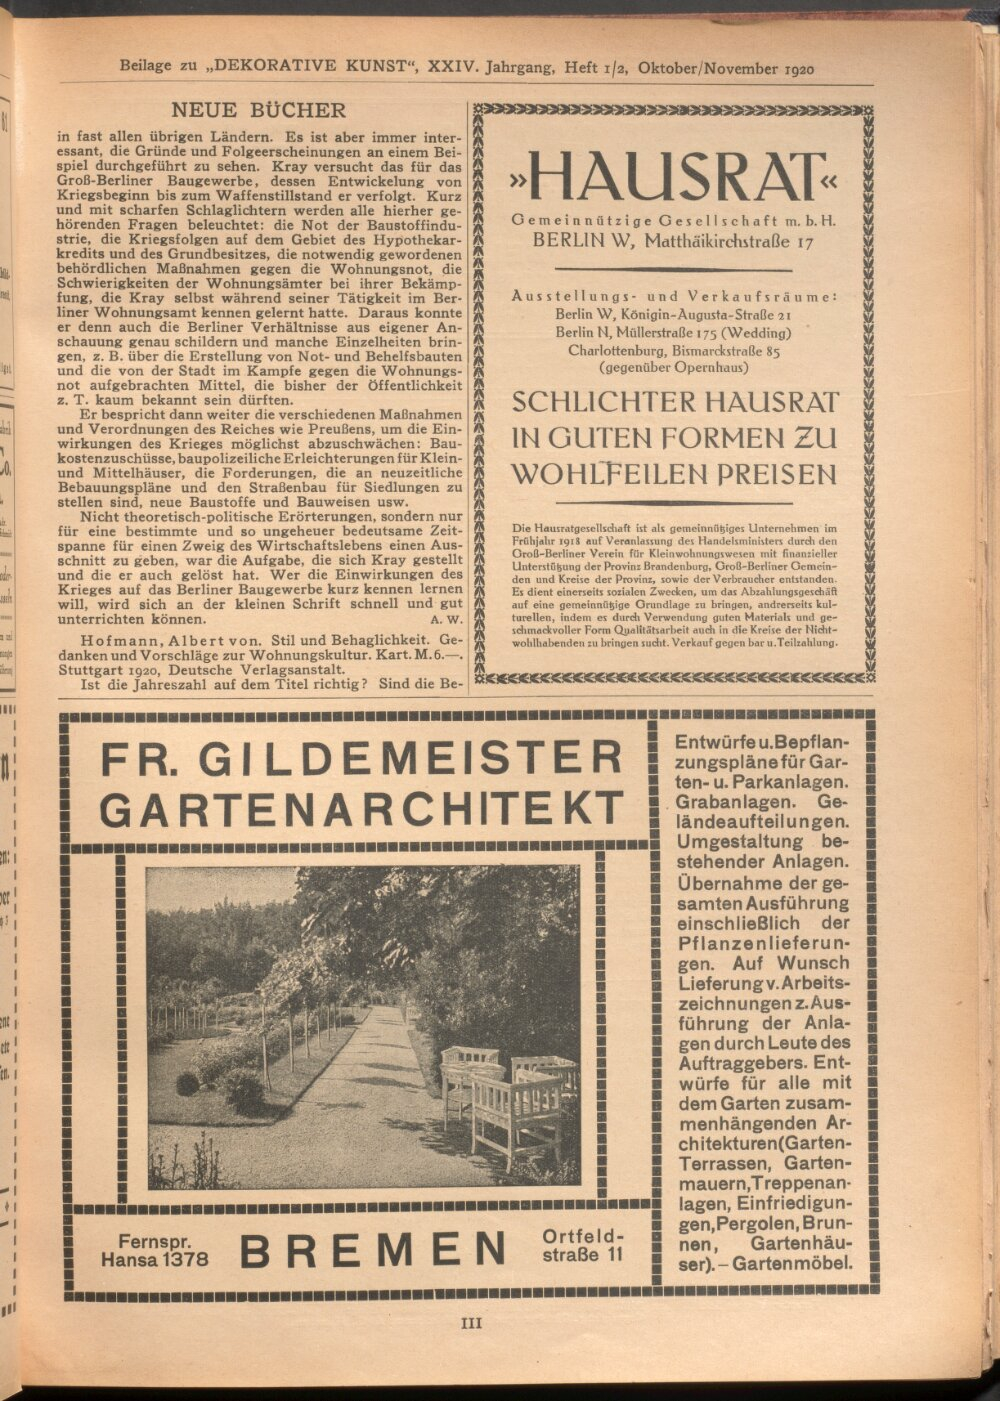 Beilage zu „DEKORATIVE KUNST“, XXIV. Jahrgang, Heft 1/2, Oktober/November 1920
NEUE BÜCHER
in fast allen übrigen Ländern. Es ist aber immer inter-
essant, die Gründe und Folgeerscheinungen an einem Bei-
spiel durchgeführt zu sehen. Kray versucht das für das
Groß-Berliner Baugewerbe, dessen Entwickelung von
Kriegsbeginn bis zum Waffenstillstand er verfolgt. Kurz
und mit scharfen Schlaglichtern werden alle hierher ge-
hörenden Fragen beleuchtet: die Not der Baustoffindu-
strie, die Kriegsfolgen auf dem Gebiet des Hypothekar-
kredits und des Grundbesitzes, die notwendig gewordenen
behördlichen Maßnahmen gegen die Wohnungsnot, die
Schwierigkeiten der Wohnungsämter bei ihrer Bekämp-
fung, die Kray selbst während seiner Tätigkeit im Ber-
liner Wohnungsamt kennen gelernt hatte. Daraus konnte
er denn auch die Berliner Verhältnisse aus eigener An-
schauung genau schildern und manche Einzelheiten brin-
gen, z. B. über die Erstellung von Not- und Behelfsbauten
und die von der Stadt im Kampfe gegen die Wohnungs-
not aufgebrachten Mittel, die bisher der Öffentlichkeit
z. T. kaum bekannt sein dürften.
Er bespricht dann weiter die verschiedenen Maßnahmen
und Verordnungen des Reiches wie Preußens, um die Ein-
wirkungen des Krieges möglichst abzuschwächen: Bau-
kostenzuschüsse, baupolizeiliche Erleichterungen für Klein-
und Mittelhäuser, die Forderungen, die an neuzeitliche
Bebauungspläne und den Straßenbau für Siedlungen zu
stellen sind, neue Baustoffe und Bauweisen usw.
Nicht theoretisch-politische Erörterungen, sondern nur
für eine bestimmte und so ungeheuer bedeutsame Zeit-
spanne für einen Zweig des Wirtschaftslebens einen Aus-
schnitt zu geben, war die Aufgabe, die sich Kray gestellt
und die er auch gelöst hat. Wer die Einwirkungen des
Krieges auf das Berliner Baugewerbe kurz kennen lernen
will, wird sich an der kleinen Schrift schnell und gut
unterrichten können. A. W.
Hofmann, Albert von. Stil und Behaglichkeit. Ge-
danken und Vorschläge zur Wohnungskultur. Kart. M.6.—.
Stuttgart 1920, Deutsche Verlagsanstalt.
Ist die Jahreszahl auf dem Titel richtig? Sind die Be-
»HAUSRAT«
Gemeinnützige Gesellschaft m. b. H.
BERLIN W, Matthäikirchstraße 17
Ausstellungs- und Verkaufsräume:
Berlin W, Königin-Augusta-Straße 21
Berlin N, Müllerstraße 175 (Wedding)
Charlottenburg, Bismarckstraße 85
(gegenüber Opernhaus)
SCHLICHTER HAUSRAT
IN GUTEN FORMEN ZU
WOHLFEILEN PREISEN
Die Hausratgesellschaft ist als gemeinnütziges Unternehmen im
Frühjahr 1918 auf Veranlassung des Handelsministers durch den
Groß-Berliner Verein für Kleinwohnungswesen mit finanzieller
Unterstützung der Provinz Brandenburg, Groß-Berliner Gemein-
den und Kreise der Provinz, sowie der Verbraucher entstanden.
Es dient einerseits sozialen Zwecken, um das Abzahlungsgeschäft
auf eine gemeinnützige Grundlage zu bringen, andrerseits kul-
turellen, indem es durch Verwendung guten Materials und ge-
schmackvoller Form Qualitätsarbeit auch in die Kreise der Nicht-
wohlhabenden zu bringen sucht. Verkauf gegen bar u. Teilzahlung.
FR. GILDEMEISTER
GARTENARCHITEKT
Fernspr.
Hansa 1378
BREMEN
Ortfeld-
straße 11
Entwürfe u. Bepflan-
zungspläne für Gar-
ten- u. Parkanlagen.
Grabanlagen. Ge-
ländeaufteilungen.
Umgestaltung be-
stehender Anlagen.
Übernahme der ge-
samten Ausführung
einschließlich der
Pflanzenlieferun-
gen. Auf Wunsch
Lieferung v. Arbeits-
zeichnungen z. Aus-
führung der Anla-
gen durch Leute des
Auftraggebers. Ent-
würfe für alle mit
dem Garten zusam-
menhängenden Ar-
chitekturen (Garten-
Terrassen, Garten-
mauern, Treppenan-
lagen, Einfriedigun-
gen, Pergolen, Brun-
nen, Gartenhäu-
ser). – Gartenmöbel.
III